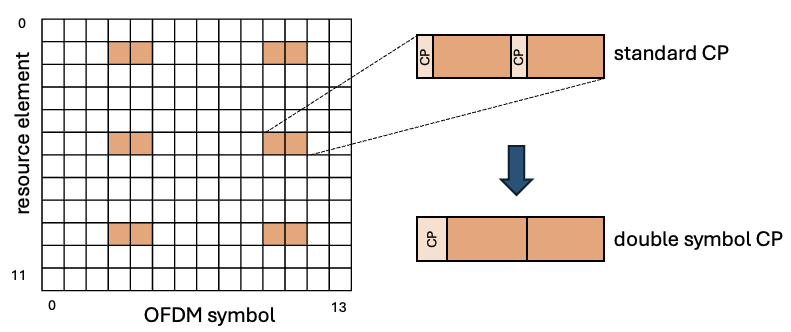 0
resource element
11
0
OFDM symbol
13
CP
CP
standard CP
CP
double symbol CP